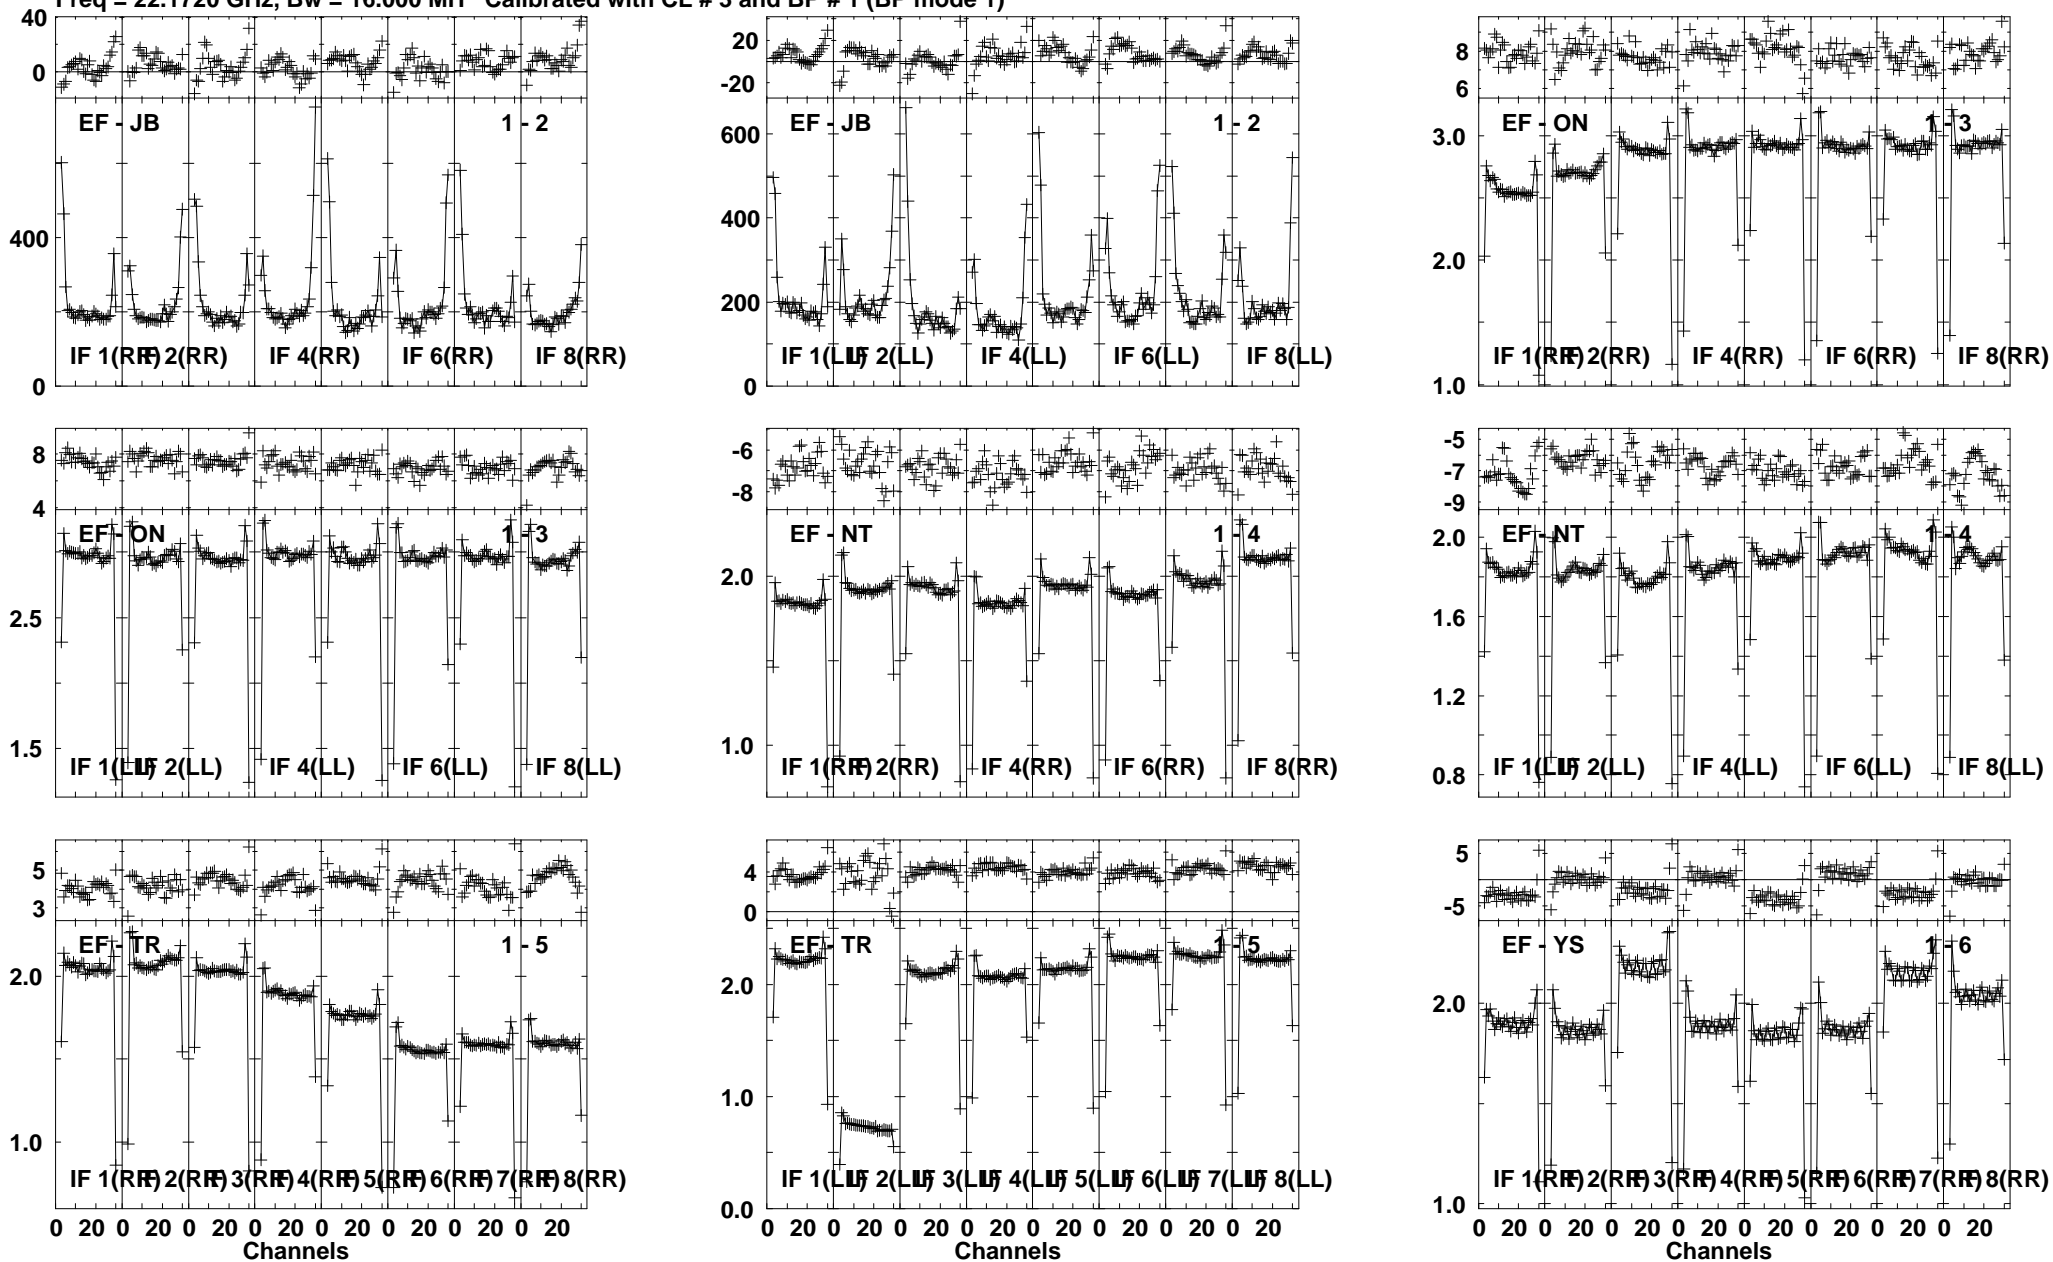 Freq = 22.1720 GHz, Bw = 16.000 MH Calibrated with CL # 3 and BP # 1 (BP mode 1)
40
0
EF - JB 1 - 2
400
IF 1(RR) IF 2(RR) IF 4(RR) IF 6(RR) IF 8(RR)
0
20
0
-20
EF - JB 1 - 2
600
400
200
IF 1(LL) IF 2(LL) IF 4(LL) IF 6(LL) IF 8(LL)
0
8
6
EF - ON 1 - 3
3.0
2.0
IF 1(RR) IF 2(RR) IF 4(RR) IF 6(RR) IF 8(RR)
1.0
8
4
EF - ON 1 - 3
2.5
1.5
IF 1(LL) IF 2(LL) IF 4(LL) IF 6(LL) IF 8(LL)
-6
-8
EF - NT 1 - 4
2.0
1.0
IF 1(RR) IF 2(RR) IF 4(RR) IF 6(RR) IF 8(RR)
-5
-7
-9
EF - NT 1 - 4
2.0
1.6
1.2
0.8
IF 1(LL) IF 2(LL) IF 4(LL) IF 6(LL) IF 8(LL)
5
3
EF - TR 1 - 5
2.0
1.0
IF 1(RR) IF 2(RR) IF 3(RR) IF 4(RR) IF 5(RR) IF 6(RR) IF 7(RR) IF 8(RR)
0 20 0 20 0 20 0 20 0 20 0 20 0 20 0 20
Channels
4
0
EF - TR 1 - 5
2.0
1.0
IF 1(LL) IF 2(LL) IF 3(LL) IF 4(LL) IF 5(LL) IF 6(LL) IF 7(LL) IF 8(LL)
0.0
0 20 0 20 0 20 0 20 0 20 0 20 0 20 0 20
Channels
5
-5
EF - YS 1 - 6
2.0
IF 1(RR) IF 2(RR) IF 3(RR) IF 4(RR) IF 5(RR) IF 6(RR) IF 7(RR) IF 8(RR)
1.0
0 20 0 20 0 20 0 20 0 20 0 20 0 20 0 20
Channels